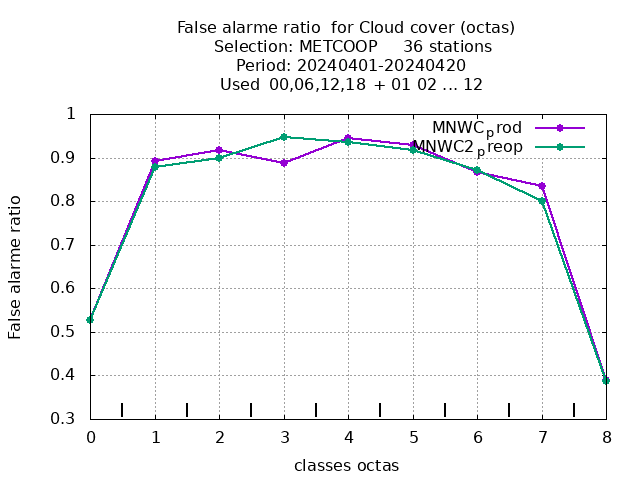 False alarme ratio  for Cloud cover (octas)
Selection: METCOOP     36 stations
Period: 20240401-20240420
Used  00,06,12,18  + 01 02 ... 12
MNWCprod
MNWC2preop
1
0.9
0.8
0.7
0.6
0.5
0.4
0.3
False alarme ratio
0 1 2 3 4 5 6 7 8
classes octas